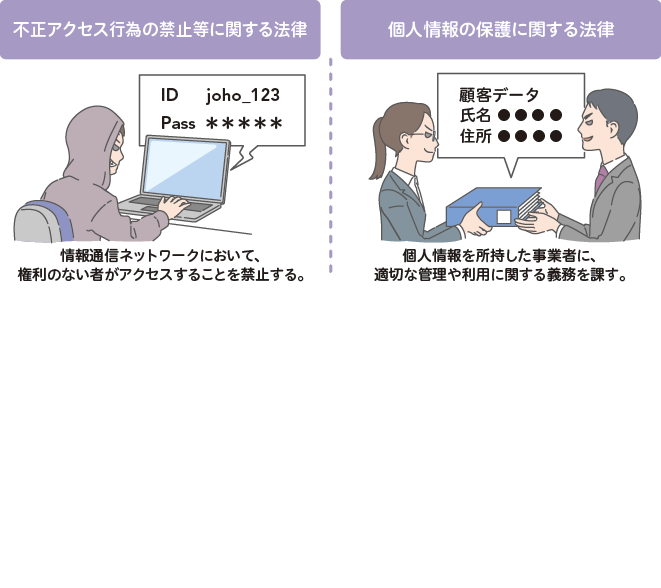 不正アクセス行為の禁止等に関する法律
ID joho_123
Pass *****
情報通信ネットワークにおいて、
権利のない者がアクセスすることを禁止する。
個人情報の保護に関する法律
顧客データ
氏名 ●●●●
住所 ●●●●
個人情報を所持した事業者に、
適切な管理や利用に関する義務を課す。